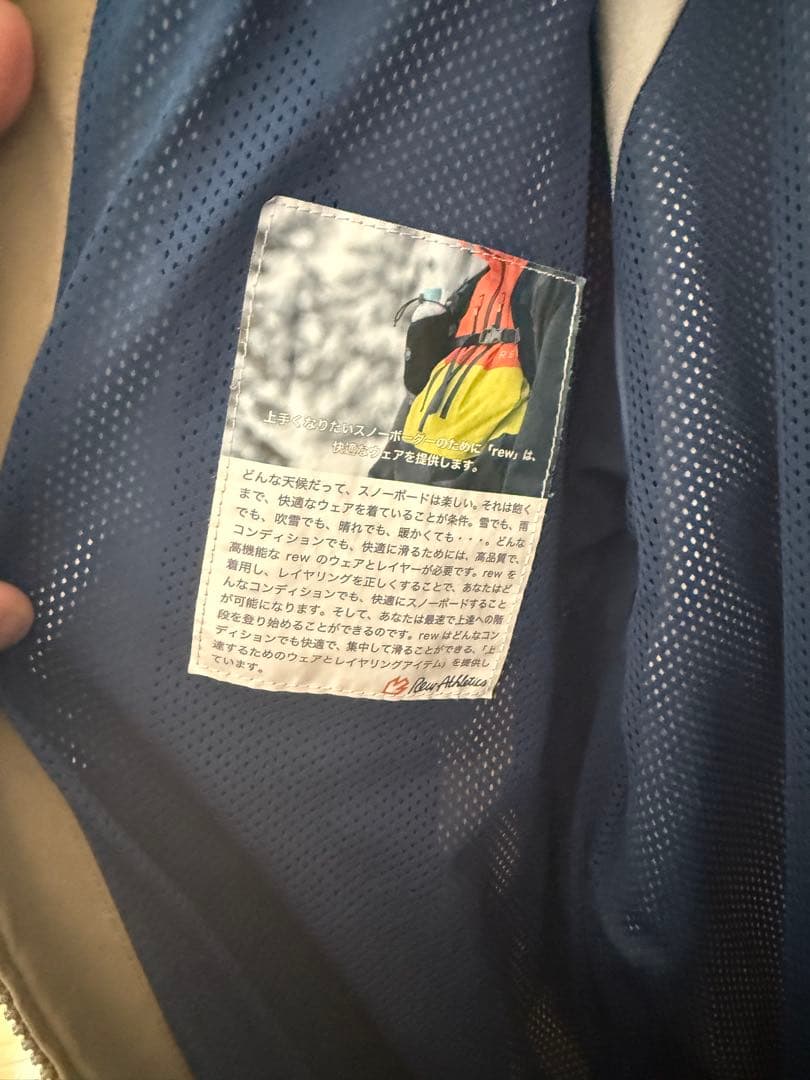 上手くなりたいスノーボーダーのために「rew」は、
快適なウェアを提供します。
どんな天候だって、スノーボードは楽しい。それは飽く
まで、快適なウェアを着ていることが条件。雪でも、雨
でも、吹雪でも、晴れでも、暖かくても・・・。どんな
コンディションでも、快適に滑るためには、高品質で、
高機能な rew のウェアとレイヤーが必要です。rew を
着用し、レイヤリングを正しくすることで、あなたはど
んなコンディションでも、快適にスノーボードすること
が可能になります。そして、あなたは最速で上達への階
段を登り始めることができるのです。rew はどんなコン
ディションでも快適で、集中して滑ることができる、「上
達するためのウェアとレイヤリングアイテム」を提供し
ています。
Rew Athletics